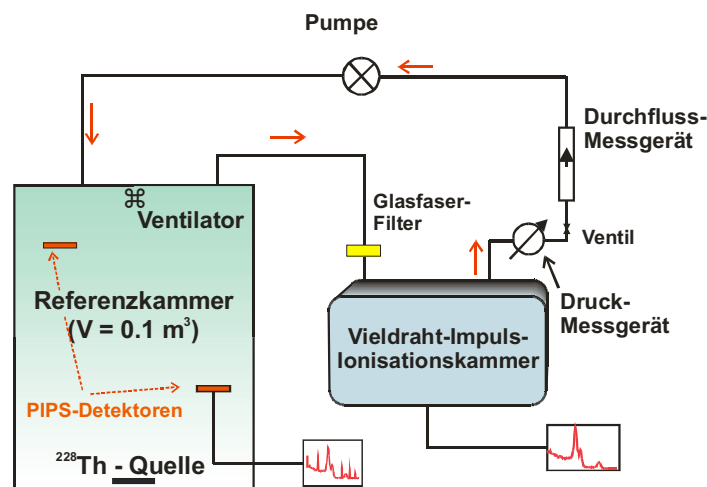 Pumpe
Durchfluss-
Messgerät
Glasfaser-
Filter
Ventilator
Ventil
Referenzkammer
(V = 0.1 m³)
Druck-
Messgerät
Vieldraht-Impuls-
Ionisationskammer
PIPS-Detektoren
²²⁸Th - Quelle